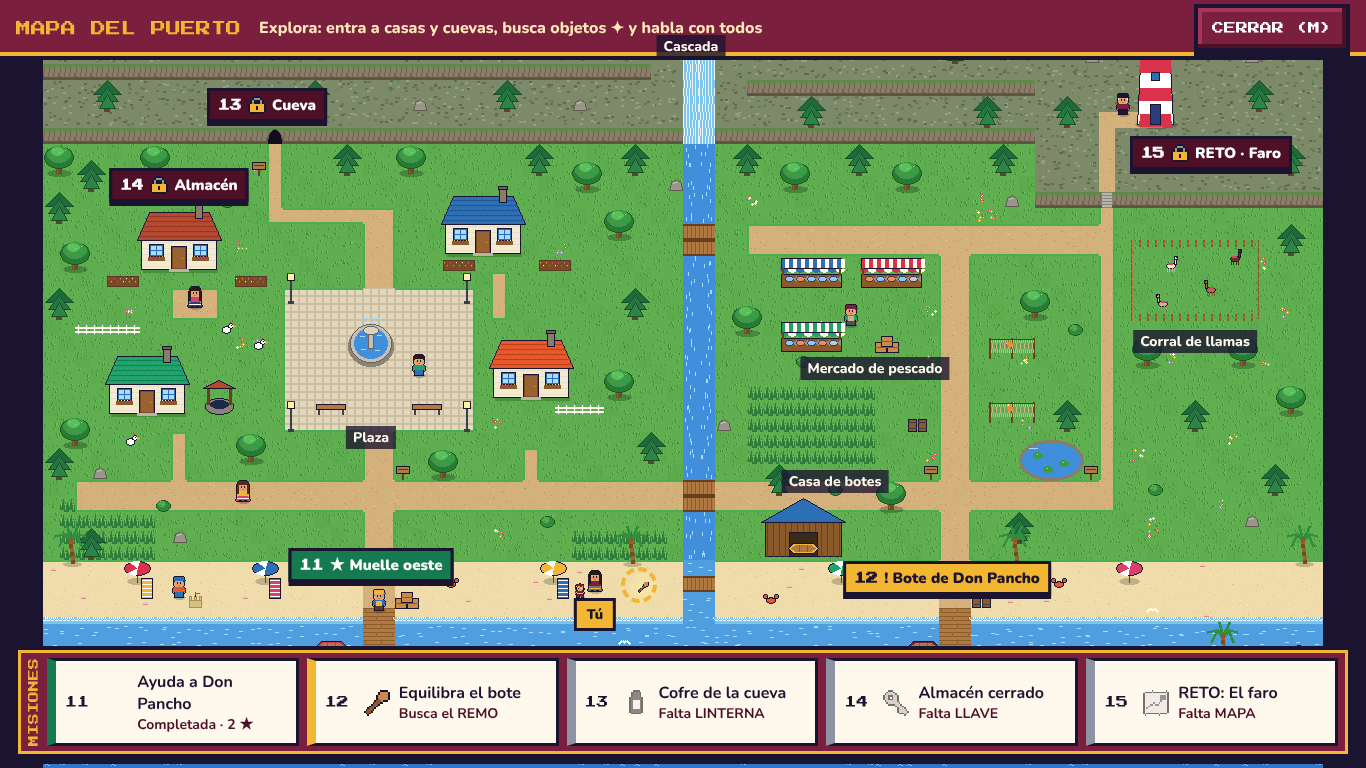 MAPA DEL PUERTO
Explora: entra a casas y cuevas, busca objetos ✦ y habla con todos
CERRAR (M)
Cascada
13 🔒 Cueva
15 🔒 RETO · Faro
14 🔒 Almacén
Corral de llamas
Mercado de pescado
Plaza
Casa de botes
11 ★ Muelle oeste
12 ! Bote de Don Pancho
Tú
MISIONES
11
Ayuda a Don
Pancho
Completada · 2 ★
12
Equilibra el bote
Busca el REMO
13
Cofre de la cueva
Falta LINTERNA
14
Almacén cerrado
Falta LLAVE
15
RETO: El faro
Falta MAPA